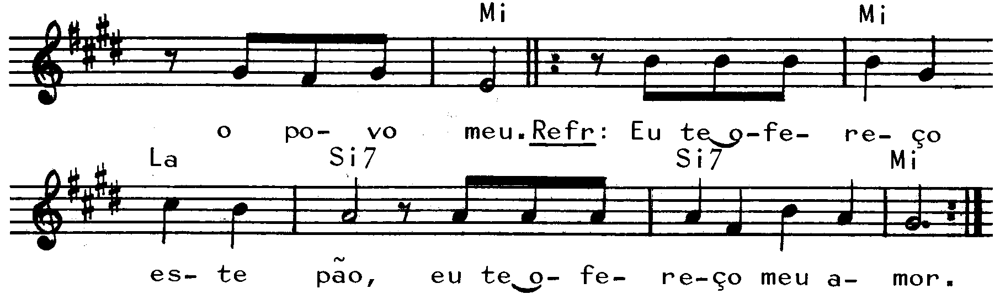 Mi Mi
o po- vo meu. Refr: Eu te o-fe- re- ço
La Si7 Si7 Mi
es- te pão, eu te o- fe- re-ço meu a- mor.